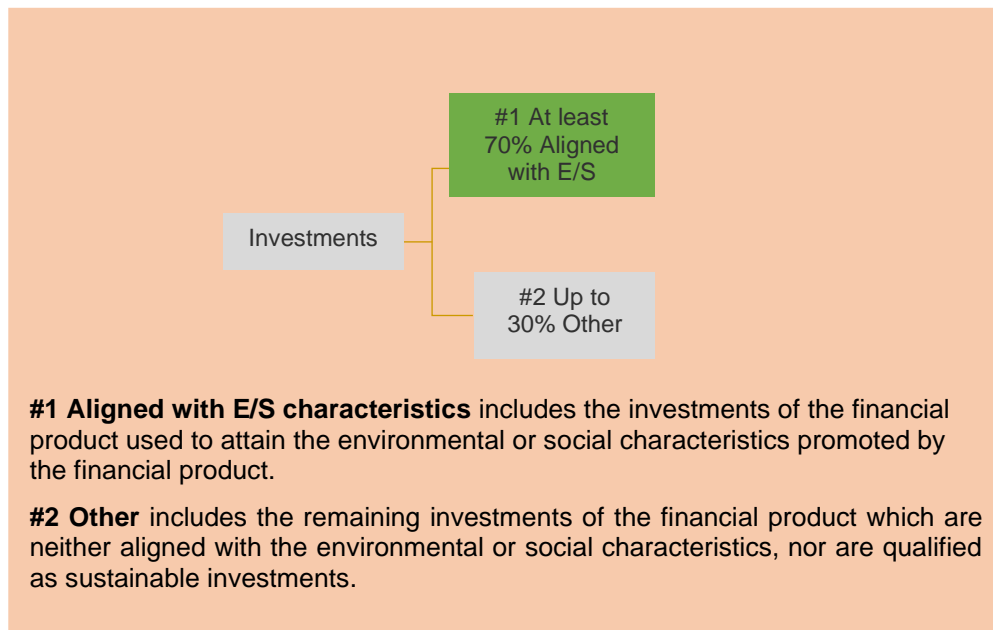 #1 At least
70% Aligned
with E/S
Investments
#2 Up to
30% Other
#1 Aligned with E/S characteristics includes the investments of the financial
product used to attain the environmental or social characteristics promoted by
the financial product.
#2 Other includes the remaining investments of the financial product which are
neither aligned with the environmental or social characteristics, nor are qualified
as sustainable investments.